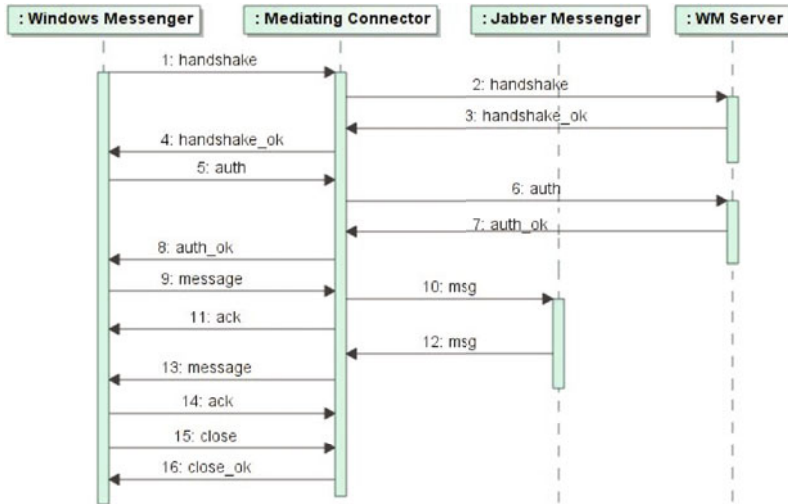 : Windows Messenger
: Mediating Connector
: Jabber Messenger
: WM Server
1: handshake
2: handshake
3: handshake_ok
4: handshake_ok
5: auth
6: auth
7: auth_ok
8: auth_ok
9: message
10: msg
11: ack
12: msg
13: message
14: ack
15: close
16: close_ok